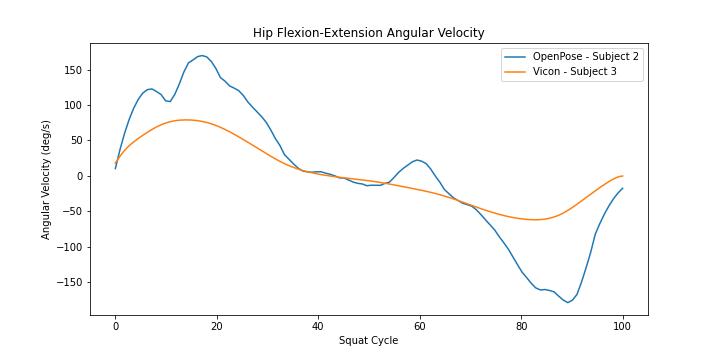 Hip Flexion-Extension Angular Velocity
OpenPose - Subject 2
Vicon - Subject 3
Angular Velocity (deg/s)
150
100
50
0
−50
−100
−150
0 20 40 60 80 100
Squat Cycle